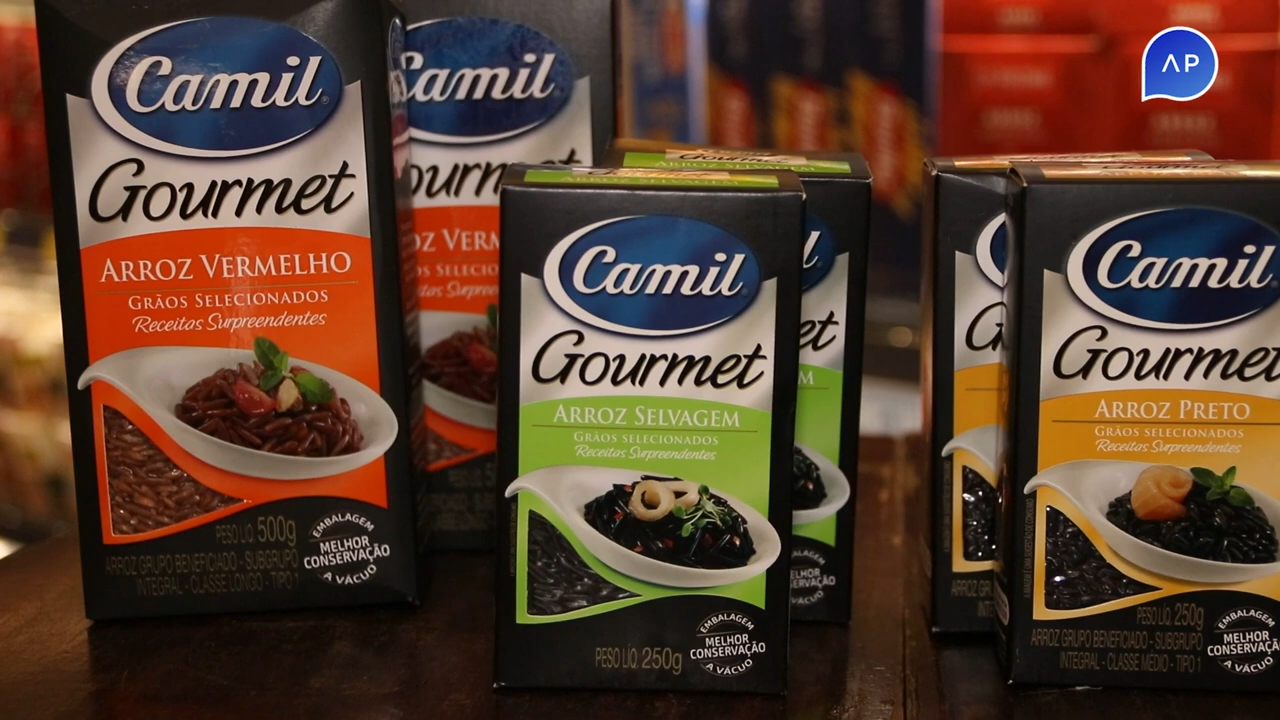 Camil
Gourmet
ARROZ VERMELHO
GRÃOS SELECIONADOS
Receitas Surpreendentes
PESO LÍQ. 500g
ARROZ GRUPO BENEFICIADO - SUBGRUPO
INTEGRAL - CLASSE LONGO - TIPO 1
EMBALAGEM
MELHOR
CONSERVAÇÃO
A VÁCUO
Camil
ARROZ SELVAGEM
Camil
Gourmet
ARROZ SELVAGEM
GRÃOS SELECIONADOS
Receitas Surpreendentes
PESO LÍQ. 250g
EMBALAGEM
MELHOR
CONSERVAÇÃO
A VÁCUO
Camil
Gourmet
ARROZ PRETO
GRÃOS SELECIONADOS
Receitas Surpreendentes
PESO LÍQ. 250g
ARROZ GRUPO BENEFICIADO - SUBGRUPO
INTEGRAL - CLASSE MÉDIO - TIPO 1
EMBALAGEM
MELHOR
CONSERVAÇÃO
A VÁCUO
AP